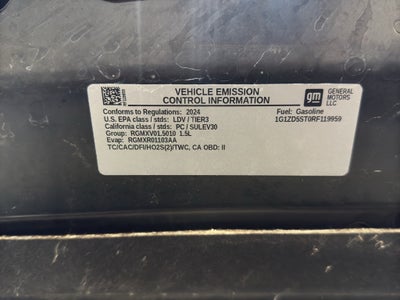 VEHICLE EMISSION
CONTROL INFORMATION
gm
GENERAL
MOTORS
LLC
Conforms to Regulations: 2024
Fuel: Gasoline
U.S. EPA class / stds: LDV / TIER3
1G1ZD5ST0RF119959
California class / stds: PC / SULEV30
Group: RGMXV01.5010 1.5L
Evap: RGMXR01183AA
TC/CAC/DFI/HO2S(2)/TWC, CA OBD: II